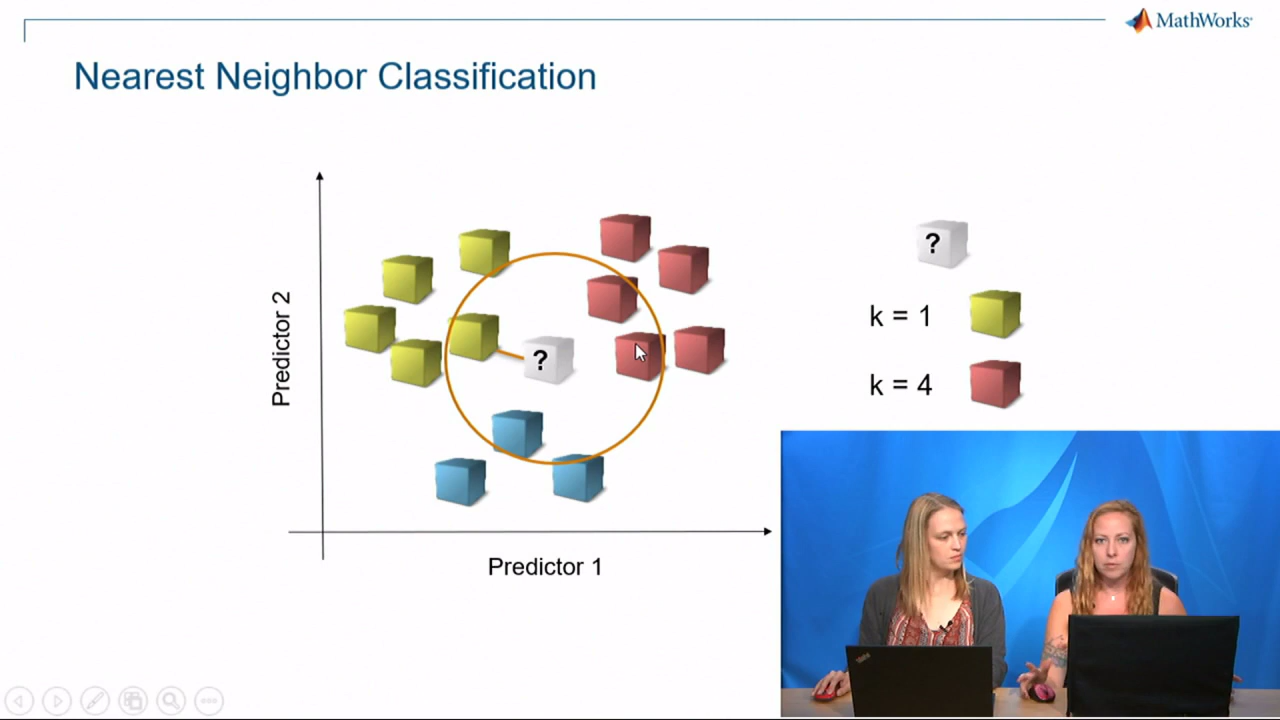 MathWorks®
Nearest Neighbor Classification
Predictor 2
?
Predictor 1
?
k = 1
k = 4